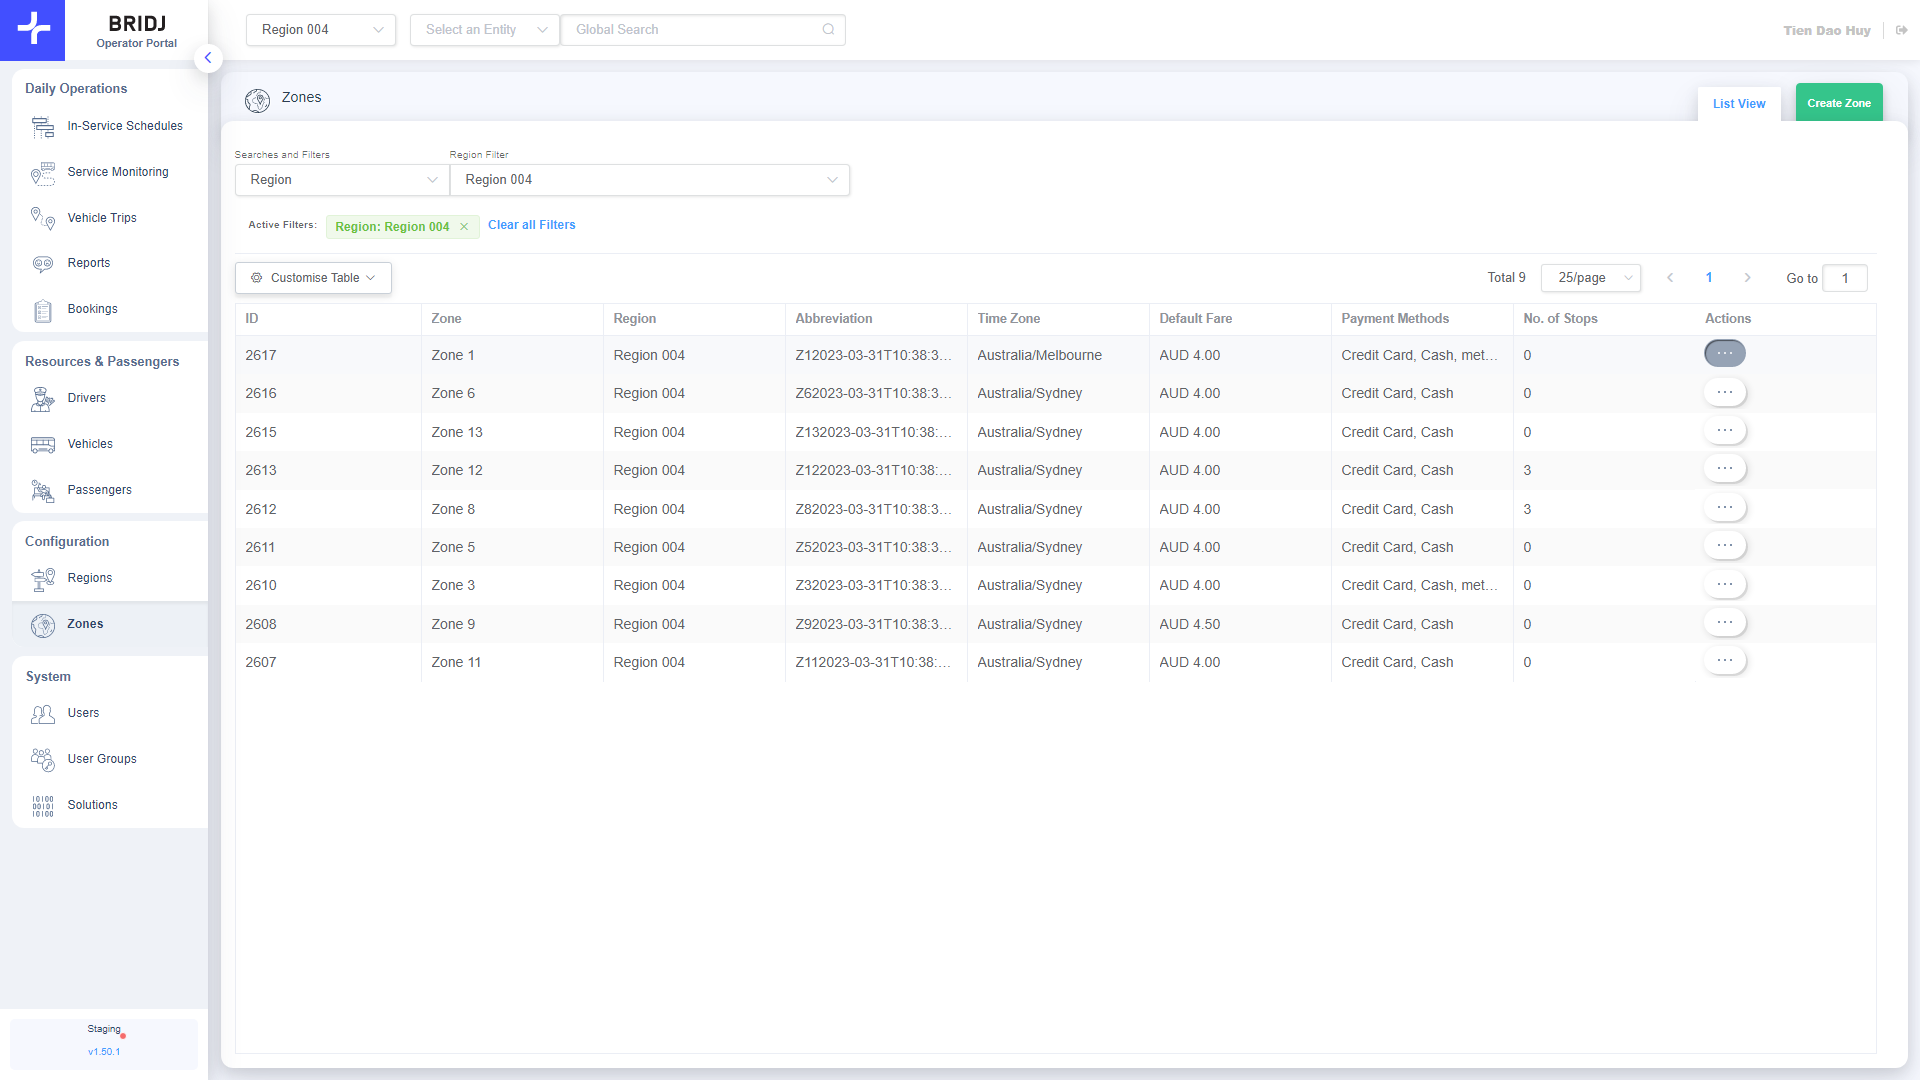 BRIDJ
Operator Portal
Region 004
Select an Entity
Global Search
Tien Dao Huy
Daily Operations
In-Service Schedules
Service Monitoring
Vehicle Trips
Reports
Bookings
Resources & Passengers
Drivers
Vehicles
Passengers
Configuration
Regions
Zones
System
Users
User Groups
10100
00101
10100
Solutions
Staging
v1.50.1
Zones
List View
Create Zone
Searches and Filters
Region Filter
Region
Region 004
Active Filters: Region: Region 004 Clear all Filters
Customise Table
Total 9 25/page 1 Go to 1
ID Zone Region Abbreviation Time Zone Default Fare Payment Methods No. of Stops Actions
2617 Zone 1 Region 004 Z12023-03-31T10:38:3... Australia/Melbourne AUD 4.00 Credit Card, Cash, met... 0 ...
2616 Zone 6 Region 004 Z62023-03-31T10:38:3... Australia/Sydney AUD 4.00 Credit Card, Cash 0 ...
2615 Zone 13 Region 004 Z132023-03-31T10:38:... Australia/Sydney AUD 4.00 Credit Card, Cash 0 ...
2613 Zone 12 Region 004 Z122023-03-31T10:38:... Australia/Sydney AUD 4.00 Credit Card, Cash 3 ...
2612 Zone 8 Region 004 Z82023-03-31T10:38:3... Australia/Sydney AUD 4.00 Credit Card, Cash 3 ...
2611 Zone 5 Region 004 Z52023-03-31T10:38:3... Australia/Sydney AUD 4.00 Credit Card, Cash 0 ...
2610 Zone 3 Region 004 Z32023-03-31T10:38:3... Australia/Sydney AUD 4.00 Credit Card, Cash, met... 0 ...
2608 Zone 9 Region 004 Z92023-03-31T10:38:3... Australia/Sydney AUD 4.50 Credit Card, Cash 0 ...
2607 Zone 11 Region 004 Z112023-03-31T10:38:... Australia/Sydney AUD 4.00 Credit Card, Cash 0 ...